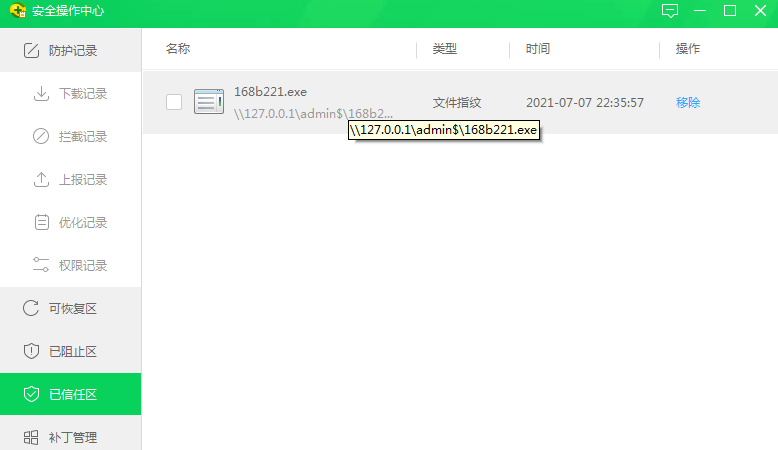 安全操作中心
防护记录
下载记录
拦截记录
上报记录
优化记录
权限记录
可恢复区
已阻止区
已信任区
补丁管理
名称 类型 时间 操作
168b221.exe
\\127.0.0.1\admin$\168b2...
文件指纹 2021-07-07 22:35:57 移除
\\127.0.0.1\admin$\168b221.exe